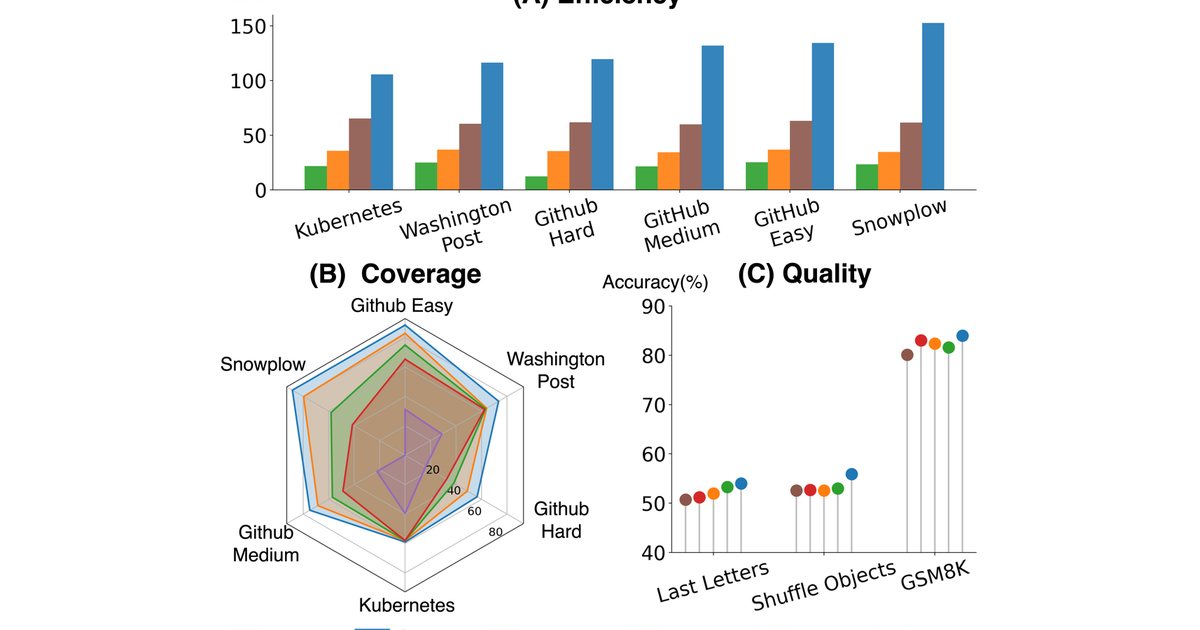 (A) Efficiency
150
100
50
0
Kubernetes
Washington
Post
Github
Hard
GitHub
Medium
GitHub
Easy
Snowplow
(B) Coverage
Github Easy
Snowplow
Washington
Post
20
40
60
80
Github
Hard
Github
Medium
Kubernetes
Accuracy(%)
(C) Quality
90
80
70
60
50
40
Last Letters
Shuffle Objects
GSM8K